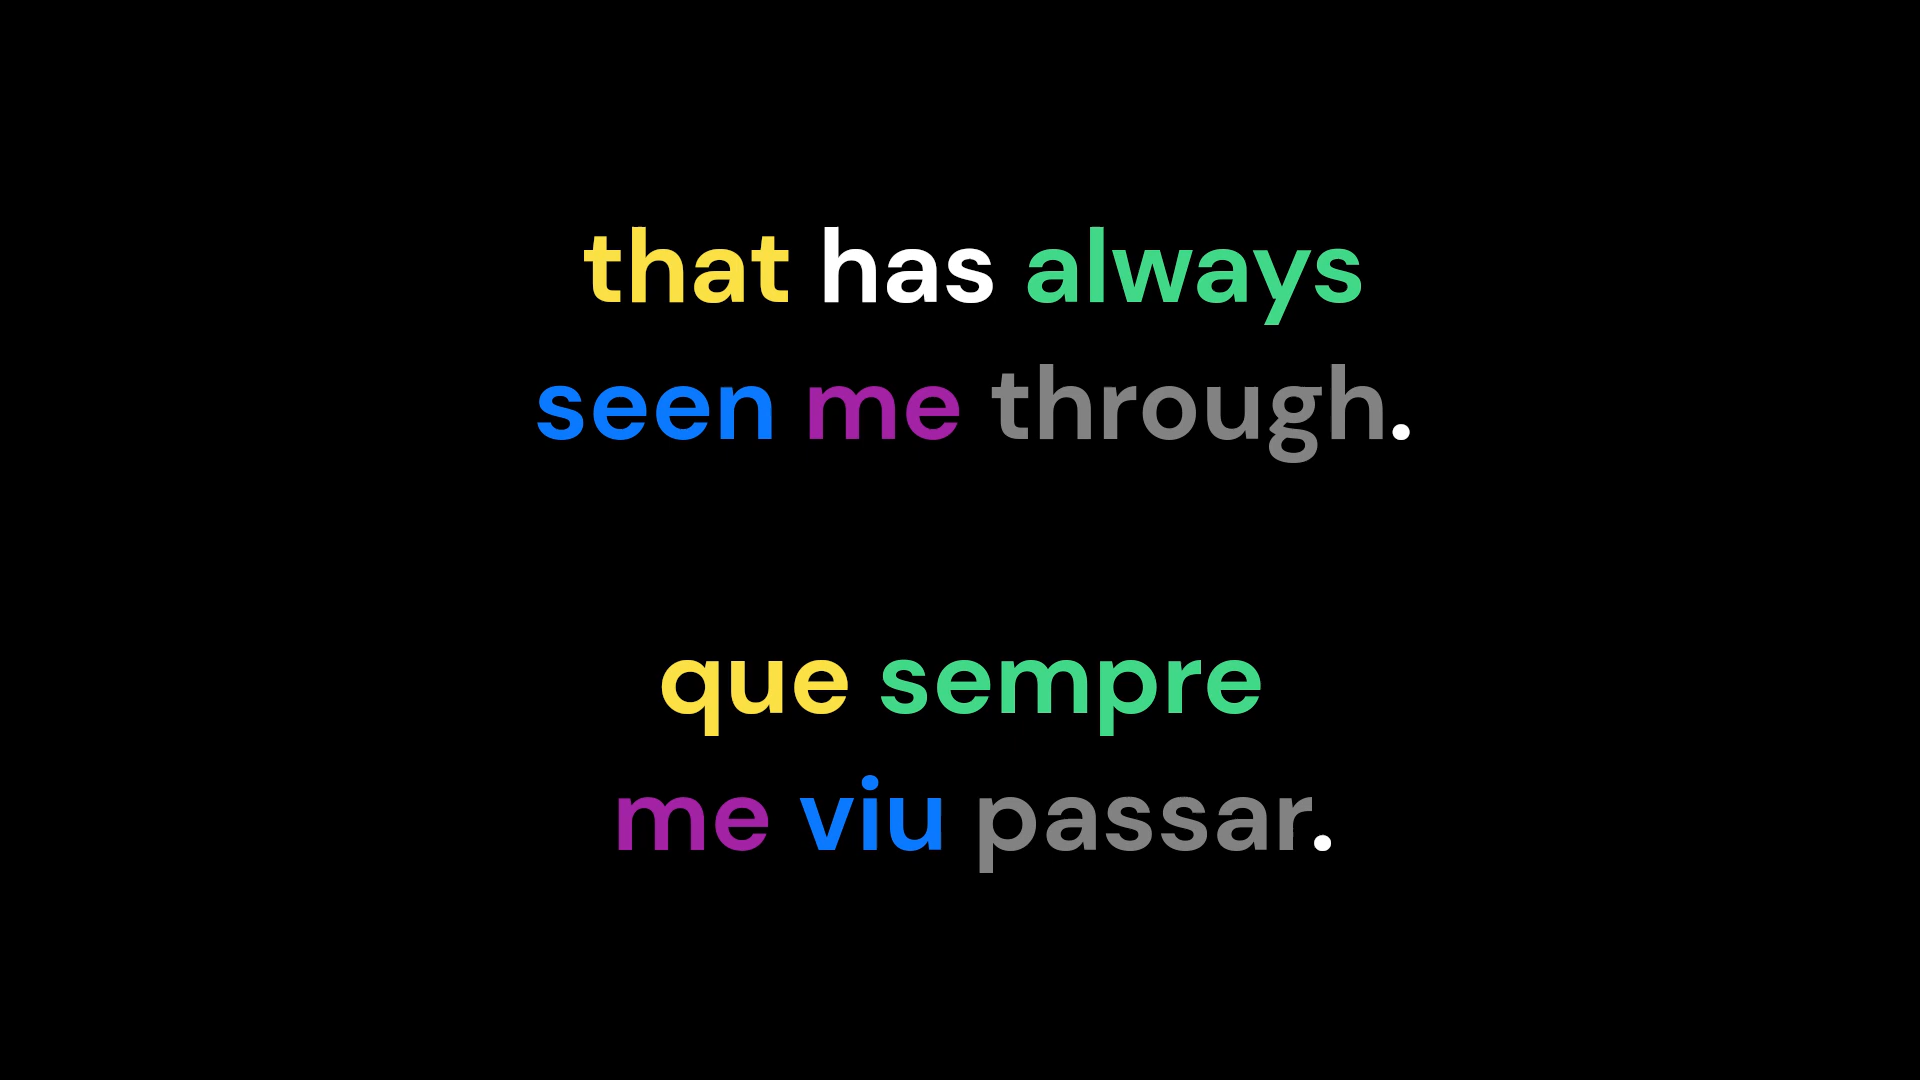 that has always
seen me through.
que sempre
me viu passar.